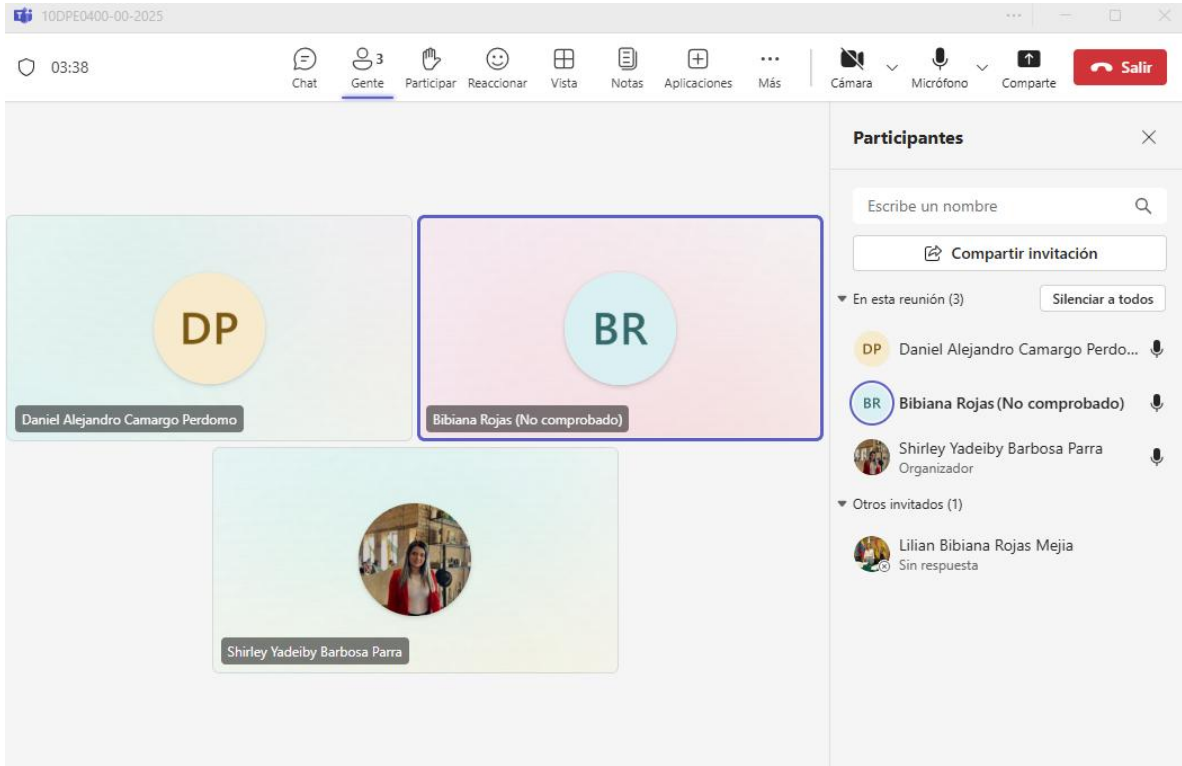 10DPE0400-00-2025
03:38
Chat
3
Gente
Participar
Reaccionar
Vista
Notas
Aplicaciones
Más
Cámara
Micrófono
Comparte
Salir
DP
Daniel Alejandro Camargo Perdomo
BR
Bibiana Rojas (No comprobado)
Shirley Yadeiby Barbosa Parra
Participantes
Escribe un nombre
Compartir invitación
En esta reunión (3)
Silenciar a todos
DP
Daniel Alejandro Camargo Perdo...
BR
Bibiana Rojas (No comprobado)
Shirley Yadeiby Barbosa Parra
Organizador
Otros invitados (1)
Lilian Bibiana Rojas Mejia
Sin respuesta